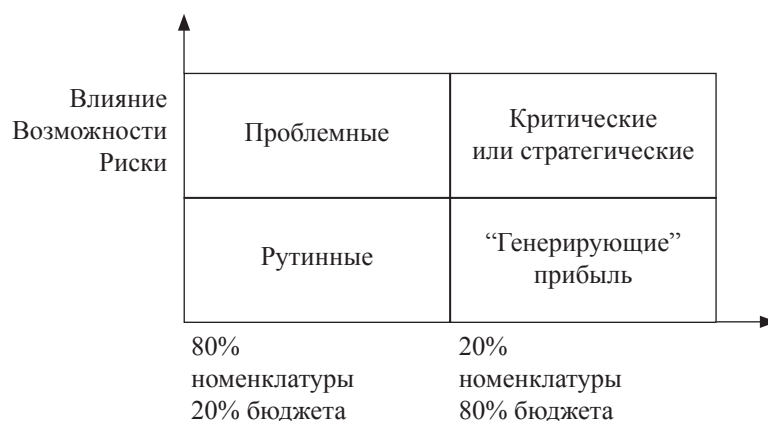 Влияние
Возможности
Риски
Проблемные
Критические
или стратегические
Рутинные
“Генерирующие”
прибыль
80%
номенклатуры
20% бюджета
20%
номенклатуры
80% бюджета